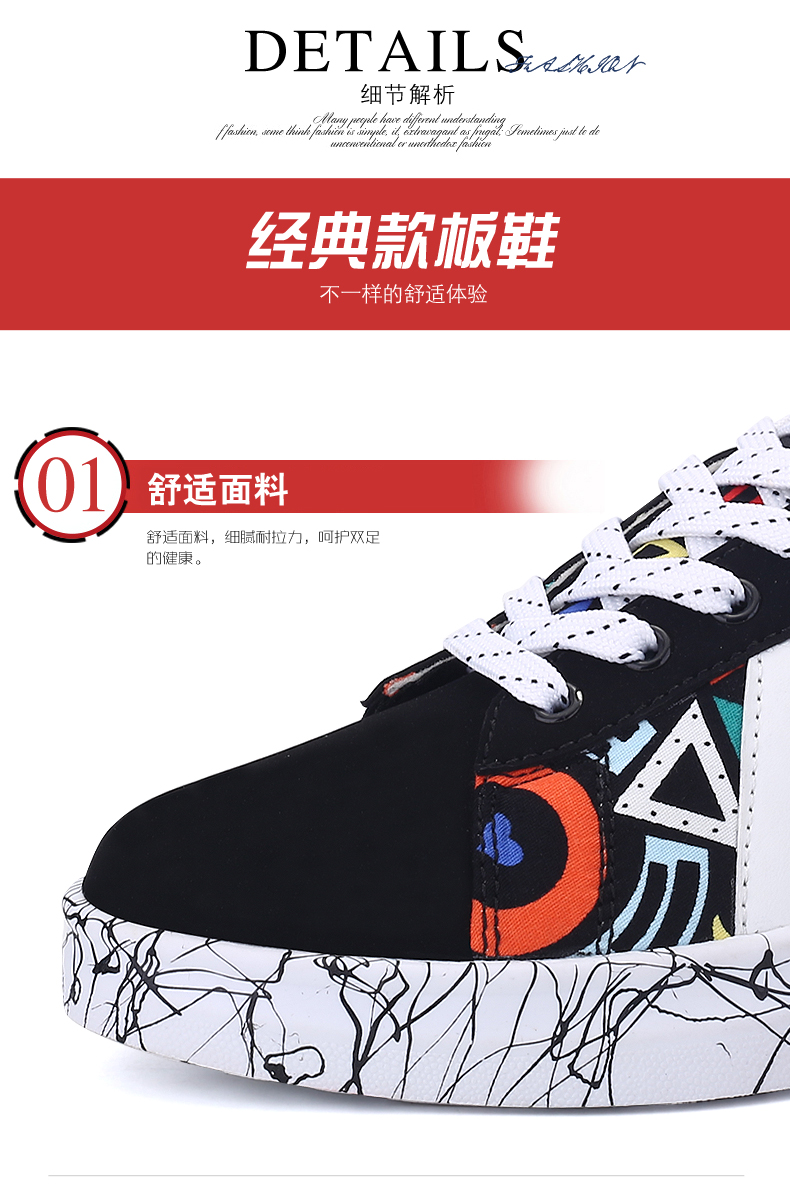 DETAILS
FASHION
细节解析
Many people have different understanding
f fashion, some think fashion is simple, it, extravagant as frugal, Sometimes just to do
unconventional or unorthodox fashion
经典款板鞋
不一样的舒适体验
01
舒适面料
舒适面料，细腻耐拉力，呵护双足
的健康。